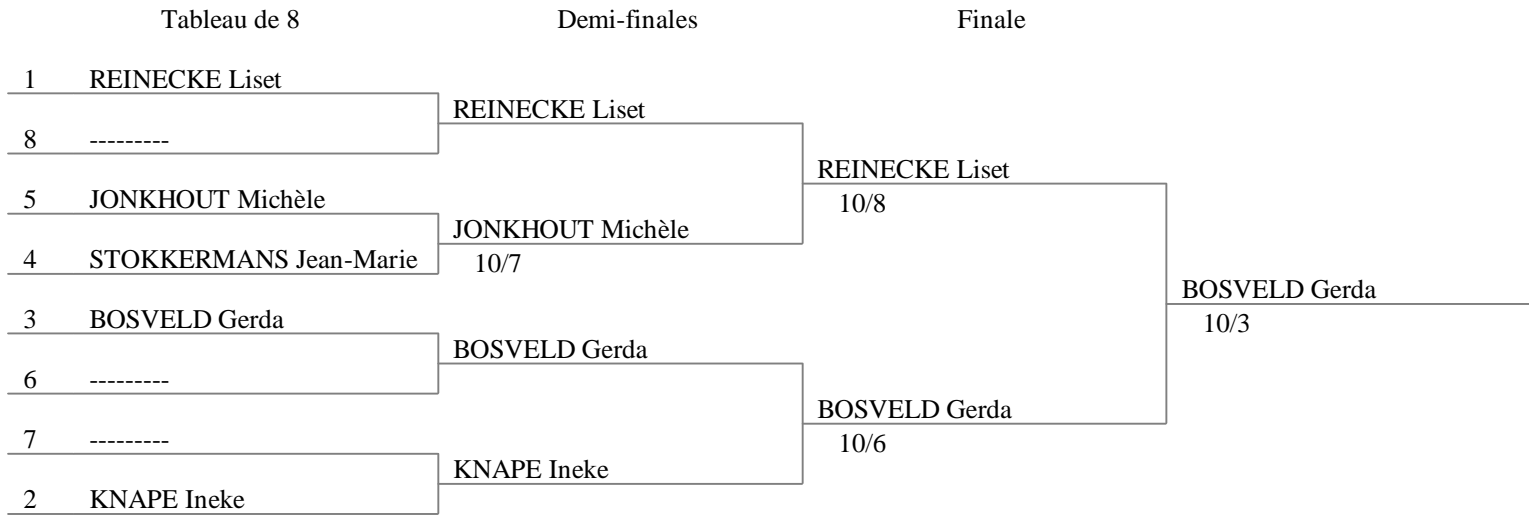 Tableau de 8 Demi-finales Finale
1 REINECKE Liset
REINECKE Liset
8 ---------
REINECKE Liset
5 JONKHOUT Michèle
10/8
JONKHOUT Michèle
4 STOKKERMANS Jean-Marie
10/7
BOSVELD Gerda
3 BOSVELD Gerda
10/3
BOSVELD Gerda
6 ---------
BOSVELD Gerda
7 ---------
10/6
KNAPE Ineke
2 KNAPE Ineke